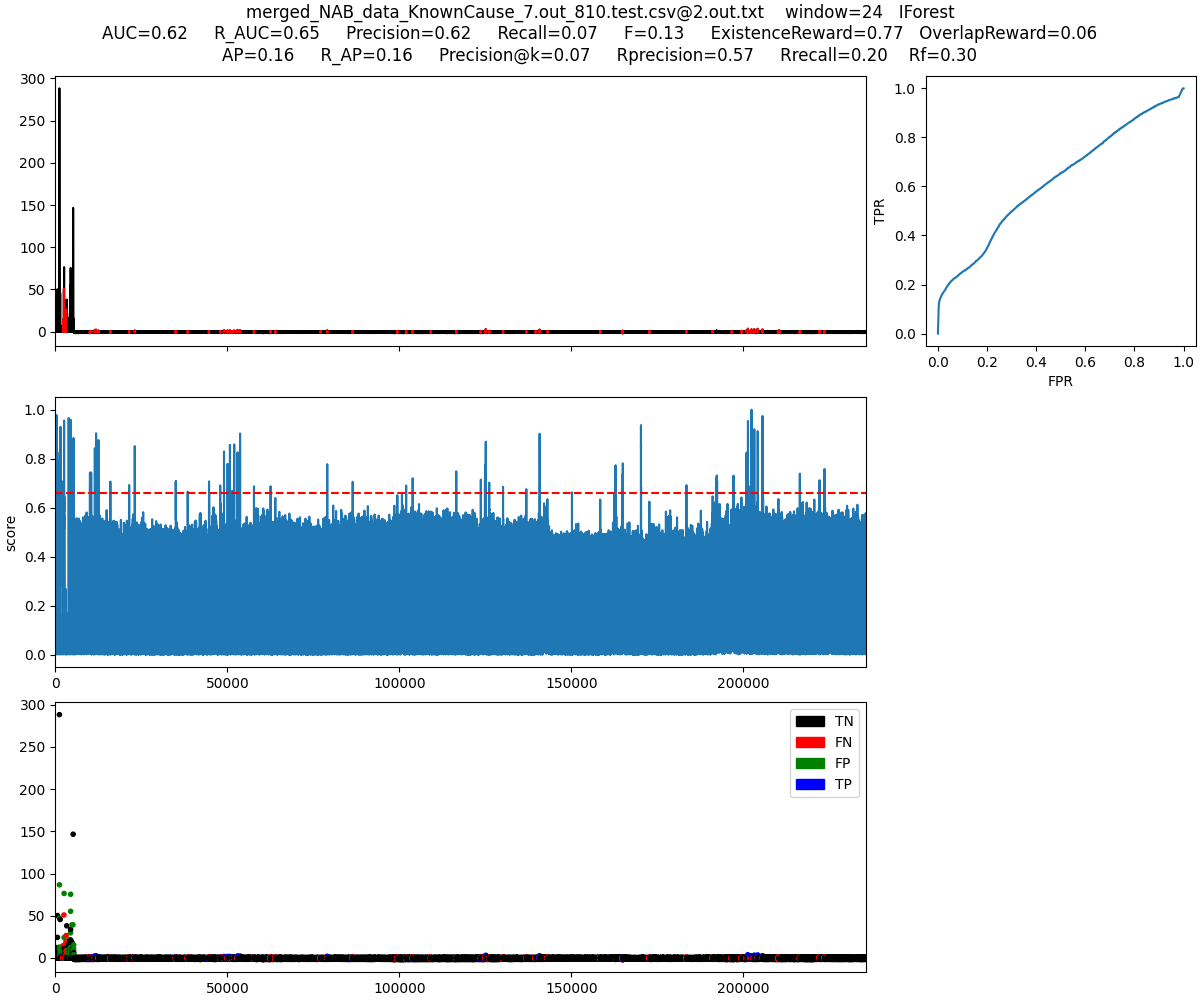 merged_NAB_data_KnownCause_7.out_810.test.csv@2.out.txt    window=24   IForest
AUC=0.62     R_AUC=0.65     Precision=0.62     Recall=0.07     F=0.13     ExistenceReward=0.77   OverlapReward=0.06
AP=0.16     R_AP=0.16     Precision@k=0.07     Rprecision=0.57     Rrecall=0.20     Rf=0.30
300
250
200
150
100
50
0
1.0
0.8
0.6
0.4
0.2
0.0
TPR
0.0 0.2 0.4 0.6 0.8 1.0
FPR
1.0
0.8
0.6
0.4
0.2
0.0
score
0 50000 100000 150000 200000
300
250
200
150
100
50
0
TN
FN
FP
TP
0 50000 100000 150000 200000